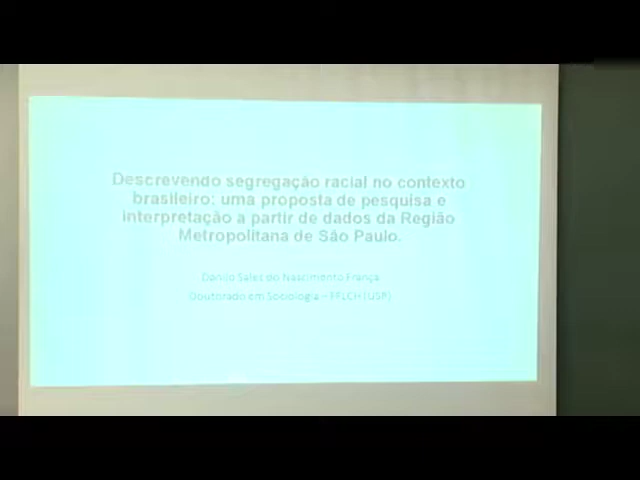 Descrevendo segregação racial no contexto
brasileiro: uma proposta de pesquisa e
interpretação a partir de dados da Região
Metropolitana de São Paulo.
Danilo Sales do Nascimento França
Doutorado em Sociologia – FFLCH (USP)